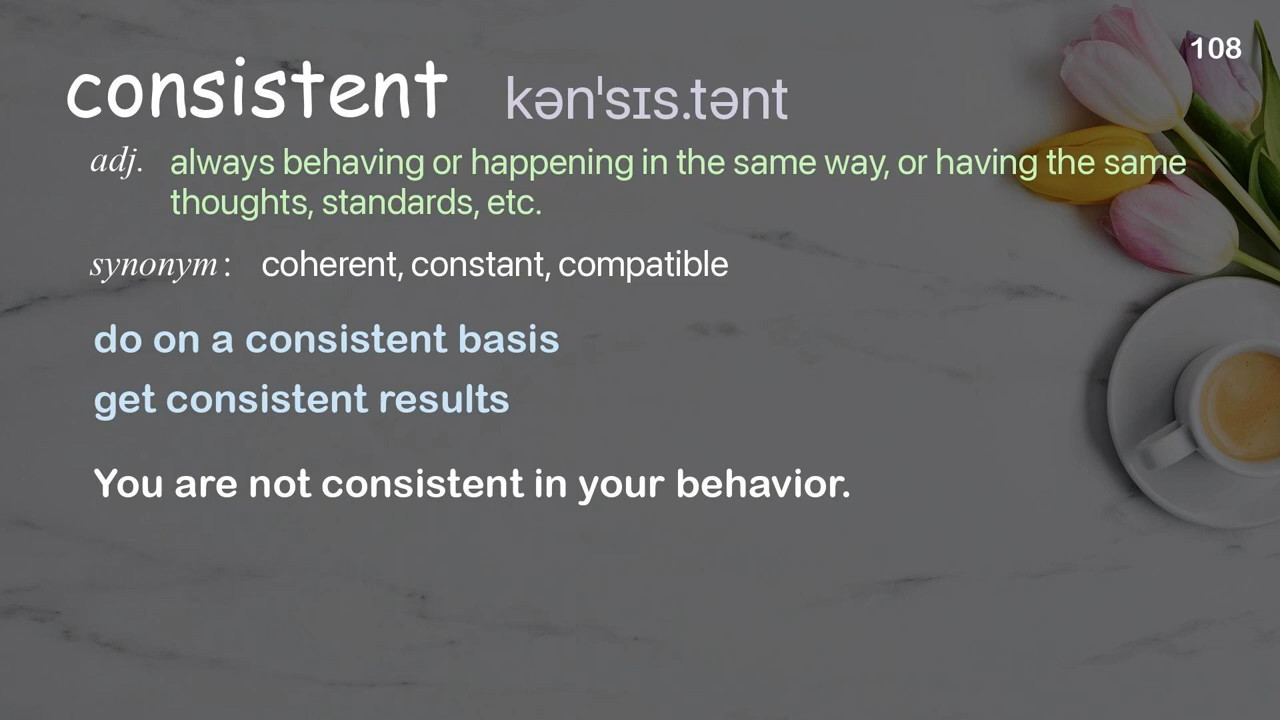 108
consistent kən'sɪs.tənt
adj. always behaving or happening in the same way, or having the same
thoughts, standards, etc.
synonym : coherent, constant, compatible
do on a consistent basis
get consistent results
You are not consistent in your behavior.